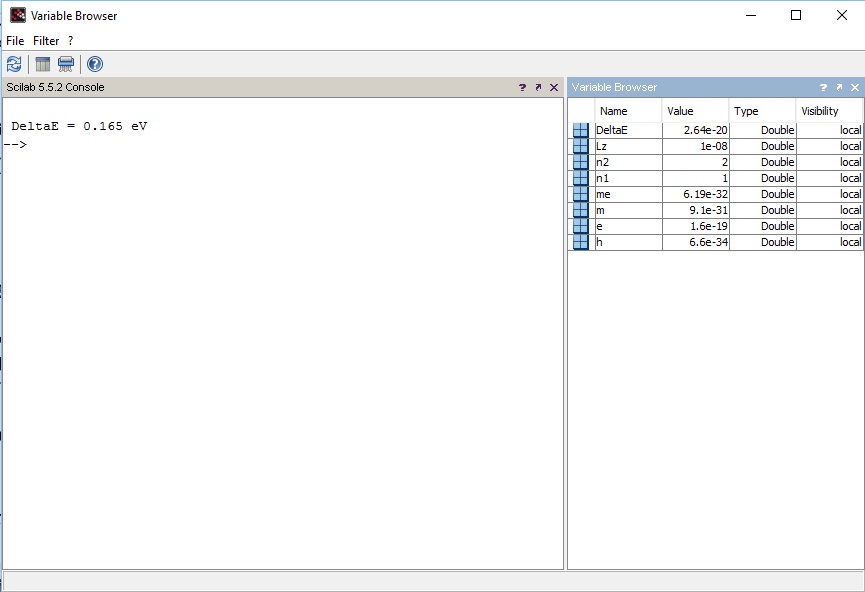 Variable Browser
File Filter ?
Scilab 5.5.2 Console
?
DeltaE = 0.165 eV
-->
Variable Browser
?
Name Value Type Visibility
DeltaE 2.64e-20 Double local
Lz 1e-08 Double local
n2 2 Double local
n1 1 Double local
me 6.19e-32 Double local
m 9.1e-31 Double local
e 1.6e-19 Double local
h 6.6e-34 Double local